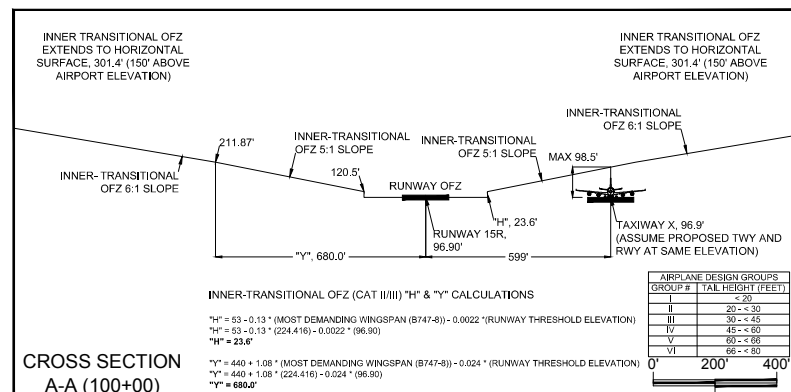 INNER TRANSITIONAL OFZ
EXTENDS TO HORIZONTAL
SURFACE, 301.4' (150' ABOVE
AIRPORT ELEVATION)
INNER TRANSITIONAL OFZ
EXTENDS TO HORIZONTAL
SURFACE, 301.4' (150' ABOVE
AIRPORT ELEVATION)
211.87'
INNER-TRANSITIONAL
OFZ 5:1 SLOPE
INNER-TRANSITIONAL
OFZ 5:1 SLOPE
INNER-TRANSITIONAL
OFZ 6:1 SLOPE
INNER- TRANSITIONAL
OFZ 6:1 SLOPE
120.5'
RUNWAY OFZ
MAX 98.5'
"H", 23.6'
RUNWAY 15R,
96.90'
TAXIWAY X, 96.9'
(ASSUME PROPOSED TWY AND
RWY AT SAME ELEVATION)
"Y", 680.0'
599'
INNER-TRANSITIONAL OFZ (CAT II/III) "H" & "Y" CALCULATIONS
"H" = 53 - 0.13 * (MOST DEMANDING WINGSPAN (B747-8)) - 0.0022 *(RUNWAY THRESHOLD ELEVATION)
"H" = 53 - 0.13 * (224.416) - 0.0022 * (96.90)
"H" = 23.6'
"Y" = 440 + 1.08 * (MOST DEMANDING WINGSPAN (B747-8)) - 0.024 * (RUNWAY THRESHOLD ELEVATION)
"Y" = 440 + 1.08 * (224.416) - 0.024 * (96.90)
"Y" = 680.0'
AIRPLANE DESIGN GROUPS
GROUP # TAIL HEIGHT (FEET)
I < 20
II 20 - < 30
III 30 - < 45
IV 45 - < 60
V 60 - < 66
VI 66 - < 80
0' 200' 400'
CROSS SECTION
A-A (100+00)